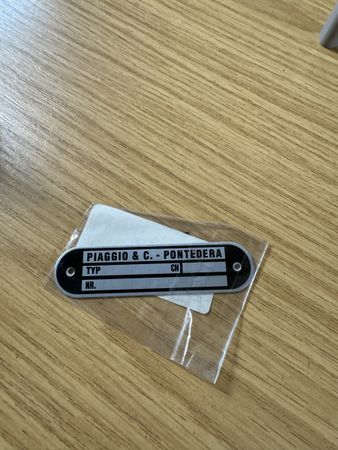 PIAGGIO & C. - PONTEDERA
TYP CH
NR.